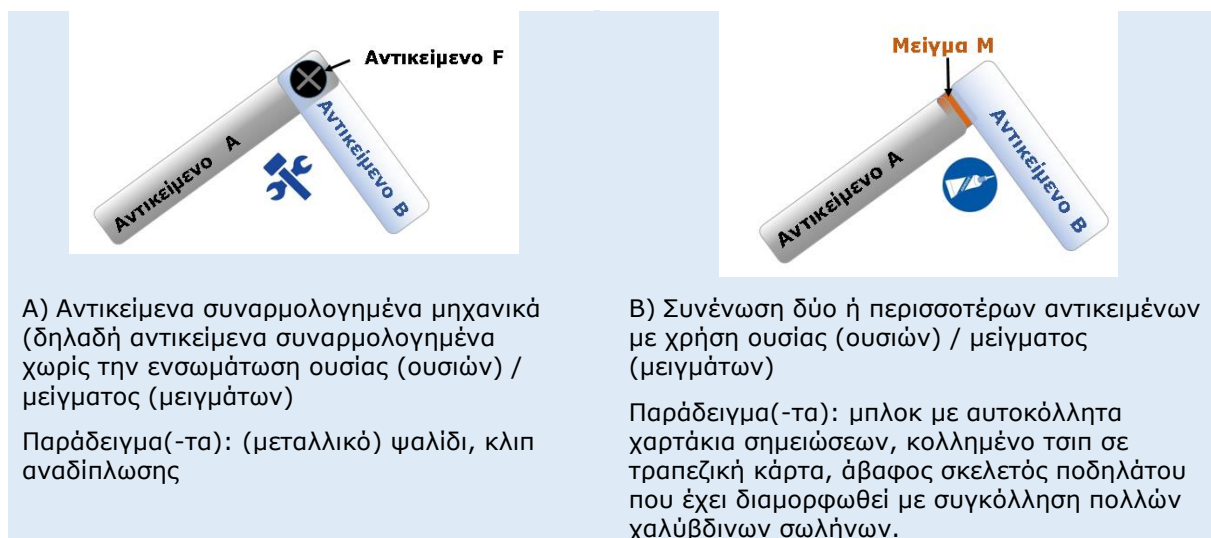 Αντικείμενο F
Αντικείμενο A
Αντικείμενο B
Α) Αντικείμενα συναρμολογημένα μηχανικά
(δηλαδή αντικείμενα συναρμολογημένα
χωρίς την ενσωμάτωση ουσίας (ουσιών) /
μείγματος (μειγμάτων)
Παράδειγμα(-τα): (μεταλλικό) ψαλίδι, κλιπ
αναδίπλωσης
Μείγμα M
Αντικείμενο A
Αντικείμενο B
Β) Συνένωση δύο ή περισσοτέρων αντικειμένων
με χρήση ουσίας (ουσιών) / μείγματος
(μειγμάτων)
Παράδειγμα(-τα): μπλοκ με αυτοκόλλητα
χαρτάκια σημειώσεων, κολλημένο τσιπ σε
τραπεζική κάρτα, άβαφος σκελετός ποδηλάτου
που έχει διαμορφωθεί με συγκόλληση πολλών
χαλύβδινων σωλήνων.